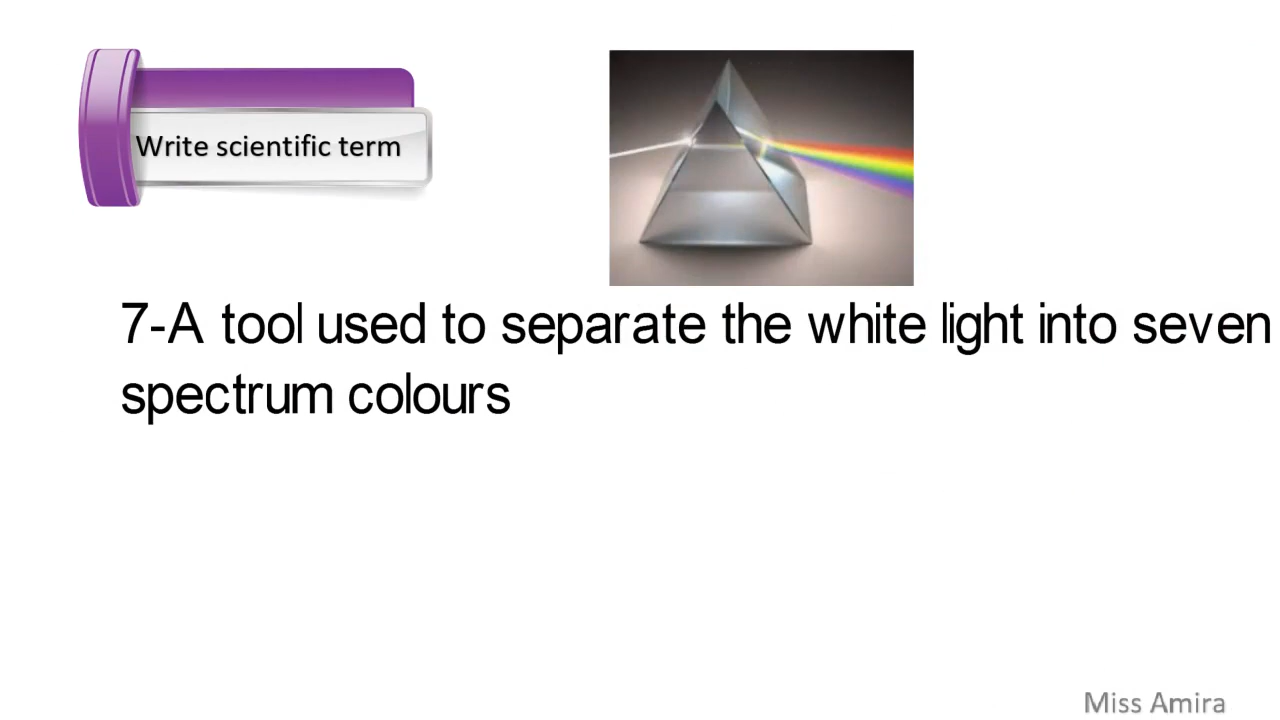 Write scientific term
7-A tool used to separate the white light into seven
spectrum colours
Miss Amira